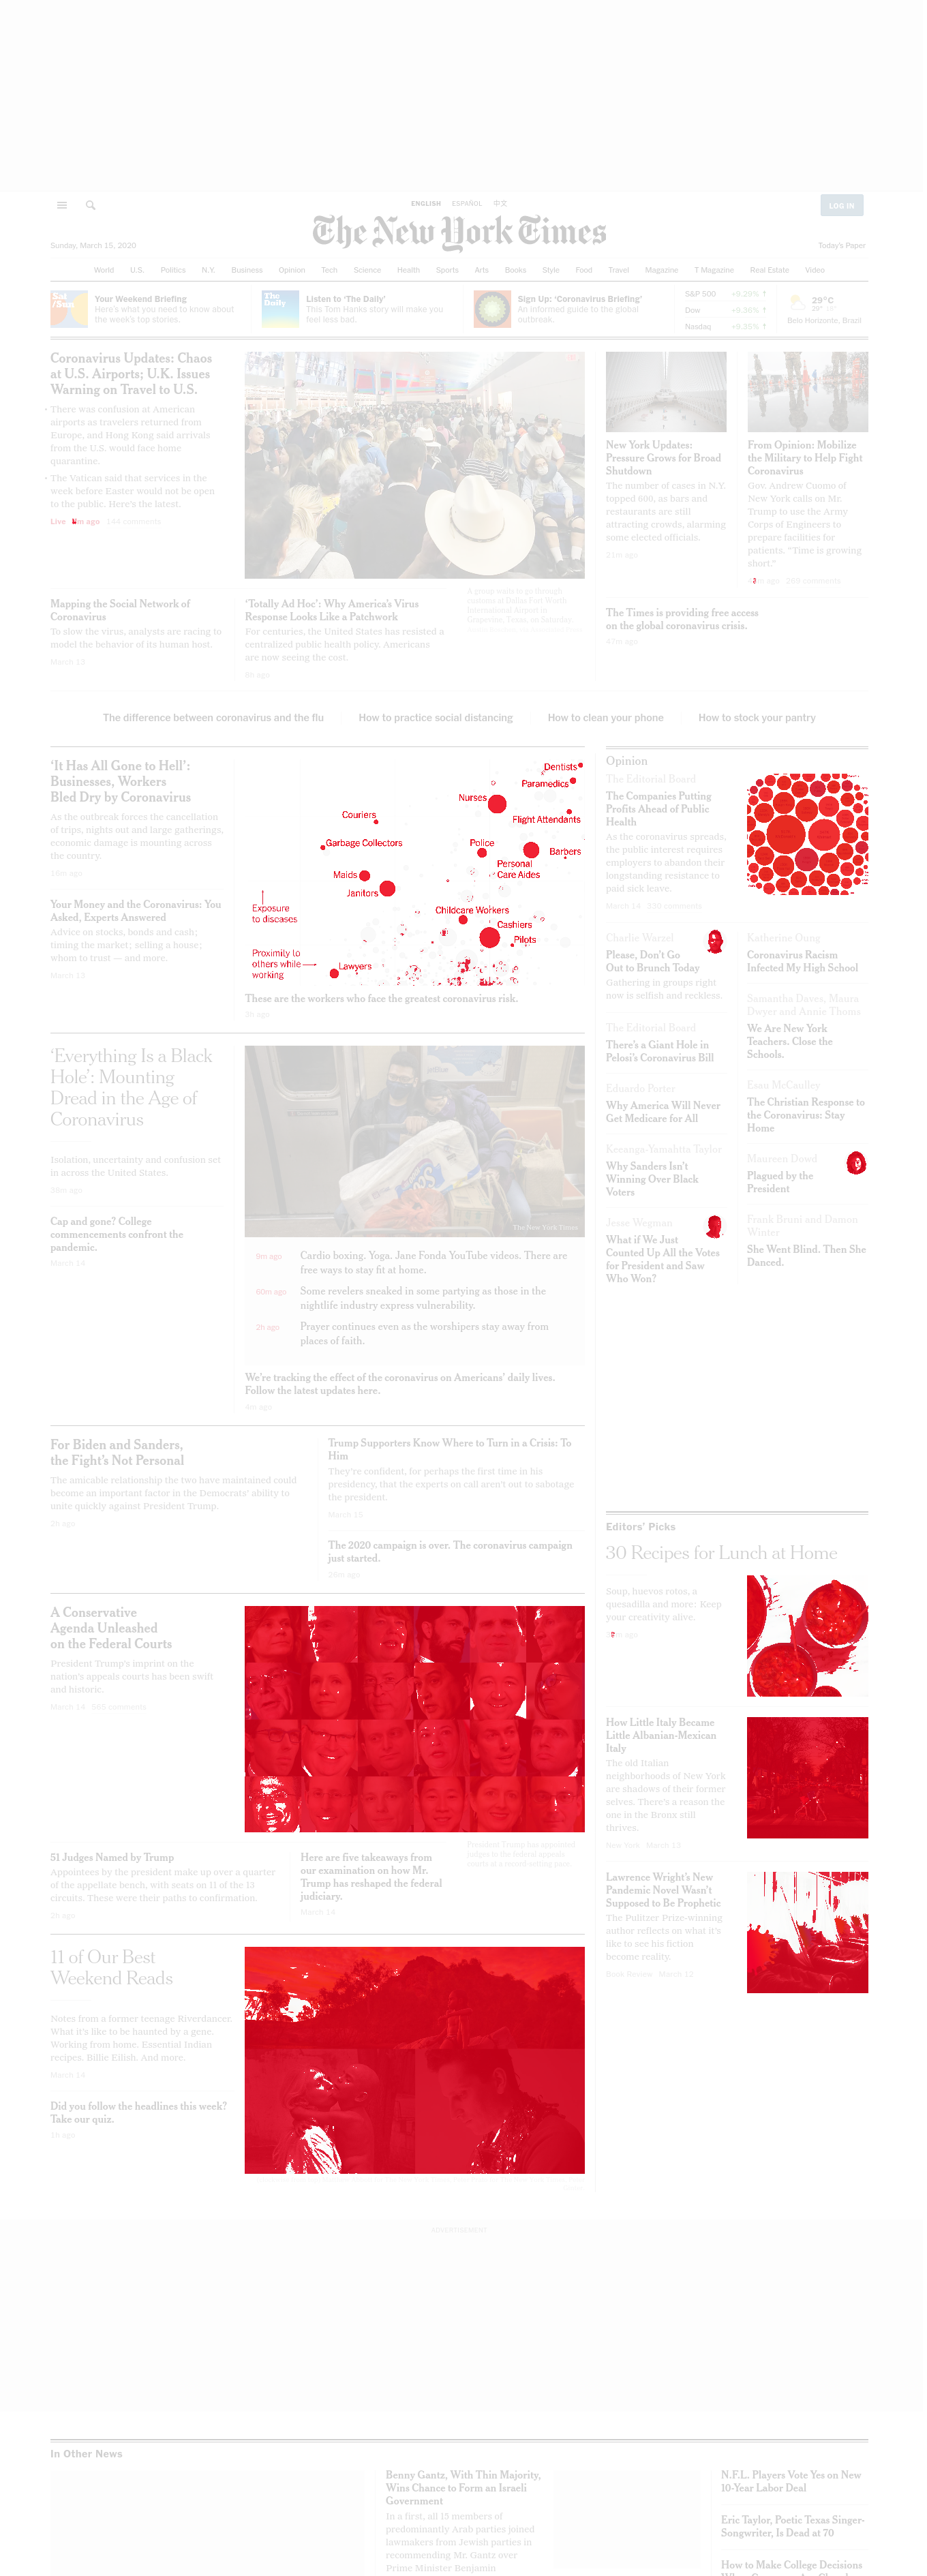 ENGLISH ESPAÑOL 中文
LOG IN
The New York Times
Sunday, March 15, 2020
Today's Paper
World U.S. Politics N.Y. Business Opinion Tech Science Health Sports Arts Books Style Food Travel Magazine T Magazine Real Estate Video
Your Weekend Briefing
Here's what you need to know about
the week's top stories.
The
Daily
Listen to 'The Daily'
This Tom Hanks story will make you
feel less bad.
Sign Up: 'Coronavirus Briefing'
An informed guide to the global
outbreak.
S&P 500 +9.29% ↑
Dow +9.36% ↑
Nasdaq +9.35% ↑
29°C
Belo Horizonte, Brazil
Coronavirus Updates: Chaos
at U.S. Airports; U.K. Issues
Warning on Travel to U.S.
• There was confusion at American
airports as travelers returned from
Europe, and Hong Kong said arrivals
from the U.S. would face home
quarantine.
• The Vatican said that services in the
week before Easter would not be open
to the public. Here's the latest.
Live m ago 144 comments
A group waits to go through
customs at Dallas Fort Worth
International Airport in
Grapevine, Texas, on Saturday.
New York Updates:
Pressure Grows for Broad
Shutdown
The number of cases in N.Y.
topped 600, as bars and
restaurants are still
attracting crowds, alarming
some elected officials.
21m ago
From Opinion: Mobilize
the Military to Help Fight
Coronavirus
Gov. Andrew Cuomo of
New York calls on Mr.
Trump to use the Army
Corps of Engineers to
prepare facilities for
patients. "Time is growing
short."
m ago 269 comments
Mapping the Social Network of
Coronavirus
To slow the virus, analysts are racing to
model the behavior of its human host.
March 13
'Totally Ad Hoc': Why America's Virus
Response Looks Like a Patchwork
For centuries, the United States has resisted a
centralized public health policy. Americans
are now seeing the cost.
8h ago
The Times is providing free access
on the global coronavirus crisis.
47m ago
The difference between coronavirus and the flu How to practice social distancing How to clean your phone How to stock your pantry
'It Has All Gone to Hell':
Businesses, Workers
Bled Dry by Coronavirus
As the outbreak forces the cancellation
of trips, nights out and large gatherings,
economic damage is mounting across
the country.
58m ago
Your Money and the Coronavirus: You
Asked, Experts Answered
Advice on stocks, bonds and cash;
timing the market; selling a house;
whom to trust — and more.
March 13
Dentists
Paramedics
Nurses
Flight Attendants
Couriers
Garbage Collectors
Police
Barbers
Personal
Care Aides
Maids
Janitors
Exposure
to diseases
Childcare Workers
Cashiers
Pilots
Proximity to
others while
working
Lawyers
These are the workers who face the greatest coronavirus risk.
5h ago
Opinion
The Editorial Board
The Companies Putting
Profits Ahead of Public
Health
As the coronavirus spreads,
the public interest requires
employers to abandon their
longstanding resistance to
paid sick leave.
March 14 320 comments
Charlie Warzel
Please, Don't Go
Out to Brunch Today
Gathering in groups right
now is selfish and reckless.
The Editorial Board
There's a Giant Hole in
Pelosi's Coronavirus Bill
Eduardo Porter
Why America Will Never
Get Medicare for All
Keeanga-Yamahtta Taylor
Why Sanders Isn't
Winning Over Black
Voters
Jesse Wegman
What if We Just
Counted Up All the Votes
for President and Saw
Who Won?
Katherine Oung
Coronavirus Racism
Infected My High School
Samantha Daves, Maura
Dwyer and Annie Thoms
We Are New York
Teachers. Close the
Schools.
Esau McCaulley
The Christian Response to
the Coronavirus: Stay
Home
Maureen Dowd
Plagued by the
President
Frank Bruni and Damon
Winter
She Went Blind. Then She
Danced.
'Everything Is a Black
Hole': Mounting
Dread in the Age of
Coronavirus
Isolation, uncertainty and confusion set
in across the United States.
38m ago
Cap and gone? College
commencements confront the
pandemic.
March 14
The New York Times
9m ago Cardio boxing. Yoga. Jane Fonda YouTube videos. There are
free ways to stay fit at home.
60m ago Some revelers sneaked in some partying as those in the
nightlife industry express vulnerability.
2h ago Prayer continues even as the worshipers stay away from
places of faith.
We're tracking the effect of the coronavirus on Americans' daily lives.
Follow the latest updates here.
For Biden and Sanders,
the Fight's Not Personal
The amicable relationship the two have maintained could
become an important factor in the Democrats' ability to
unite quickly against President Trump.
2h ago
Trump Supporters Know Where to Turn in a Crisis: To
Him
They're confident, for perhaps the first time in his
presidency, that the experts on call aren't out to sabotage
the president.
March 15
The 2020 campaign is over. The coronavirus campaign
just started.
Editors' Picks
30 Recipes for Lunch at Home
Soup, huevos rotos, a
quesadilla and more: Keep
your creativity alive.
m ago
A Conservative
Agenda Unleashed
on the Federal Courts
President Trump's imprint on the
nation's appeals courts has been swift
and historic.
March 14 585 comments
President Trump has appointed
judges to the federal appeals
courts at a record-setting pace.
51 Judges Named by Trump
Appointees by the president make up over a quarter
of the appellate bench, with seats on 11 of the 13
circuits. These were their paths to confirmation.
2h ago
Here are five takeaways from
our examination on how Mr.
Trump has reshaped the federal
judiciary.
March 14
How Little Italy Became
Little Albanian-Mexican
Italy
The old Italian
neighborhoods of New York
are shadows of their former
selves. There's a reason the
one in the Bronx still
thrives.
New York March 13
Lawrence Wright's New
Pandemic Novel Wasn't
Supposed to Be Prophetic
The Pulitzer Prize-winning
author reflects on what it's
like to see his fiction
become reality.
Book Review March 12
11 of Our Best
Weekend Reads
Notes from a former teenage Riverdancer.
What it's like to be haunted by a gene.
Working from home. Essential Indian
recipes. Billie Eilish. And more.
March 14
Did you follow the headlines this week?
Take our quiz.
1h ago
ADVERTISEMENT
In Other News
Benny Gantz, With Thin Majority,
Wins Chance to Form an Israeli
Government
In a first, all 15 members of
predominantly Arab parties joined
lawmakers from Jewish parties in
recommending Mr. Gantz over
Prime Minister Benjamin
N.F.L. Players Vote Yes on New
10-Year Labor Deal
Eric Taylor, Poetic Texas Singer-
Songwriter, Is Dead at 70
How to Make College Decisions